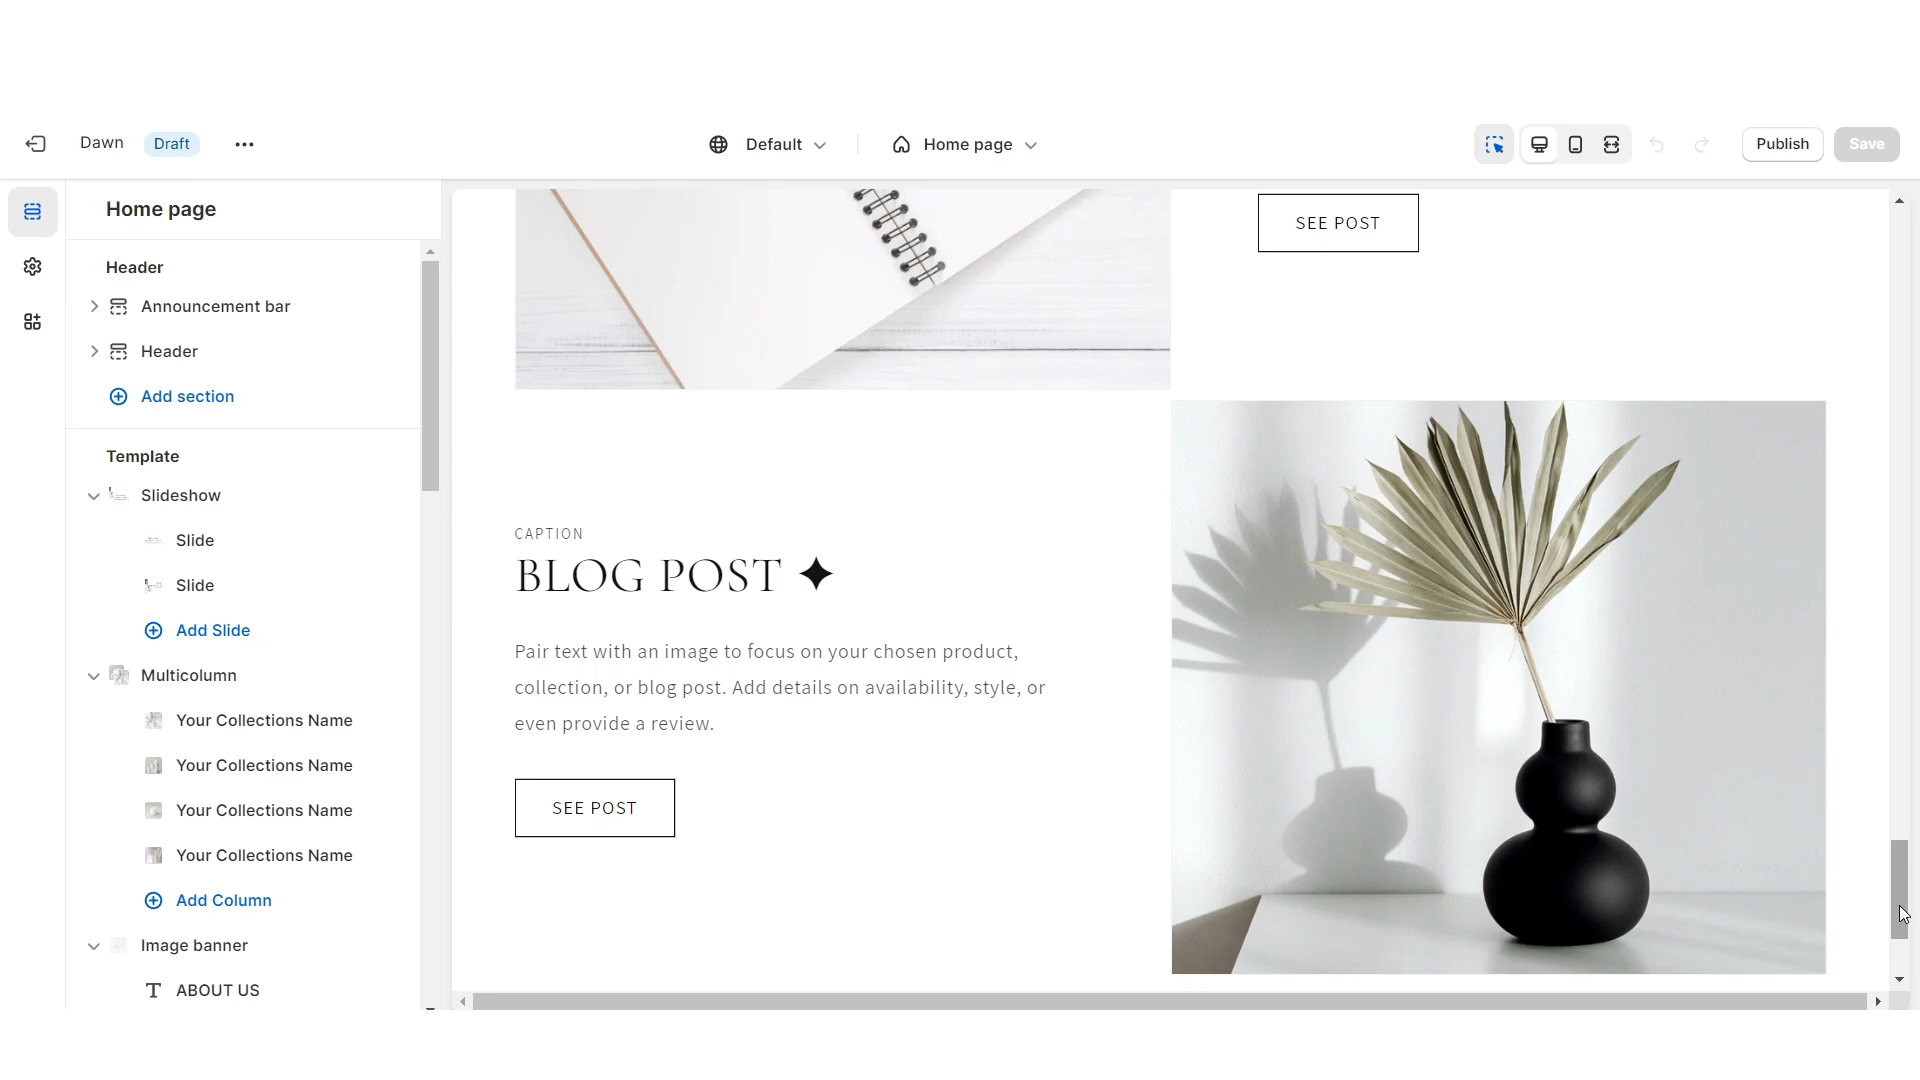 Dawn
Draft
Default
Home page
Publish
Save
Home page
Header
Announcement bar
Header
Add section
Template
Slideshow
Slide
Slide
Add Slide
Multicolumn
Your Collections Name
Your Collections Name
Your Collections Name
Your Collections Name
Add Column
Image banner
ABOUT US
SEE POST
CAPTION
BLOG POST ✦
Pair text with an image to focus on your chosen product,
collection, or blog post. Add details on availability, style, or
even provide a review.
SEE POST